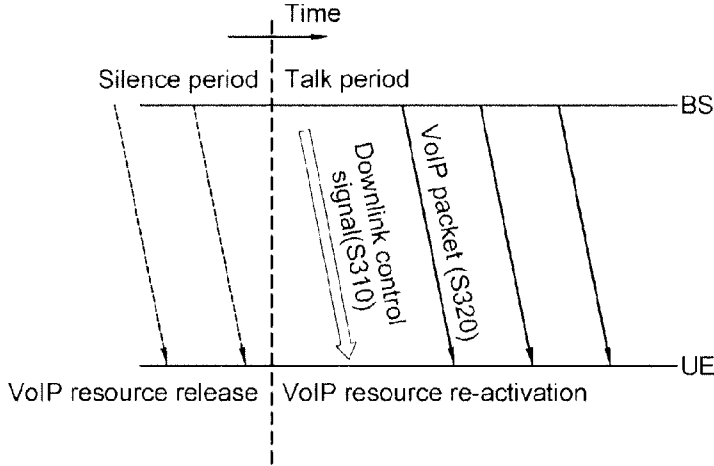 Time
Silence period
Talk period
BS
Downlink control
signal(S310)
VoIP packet (S320)
UE
VoIP resource release
VoIP resource re-activation